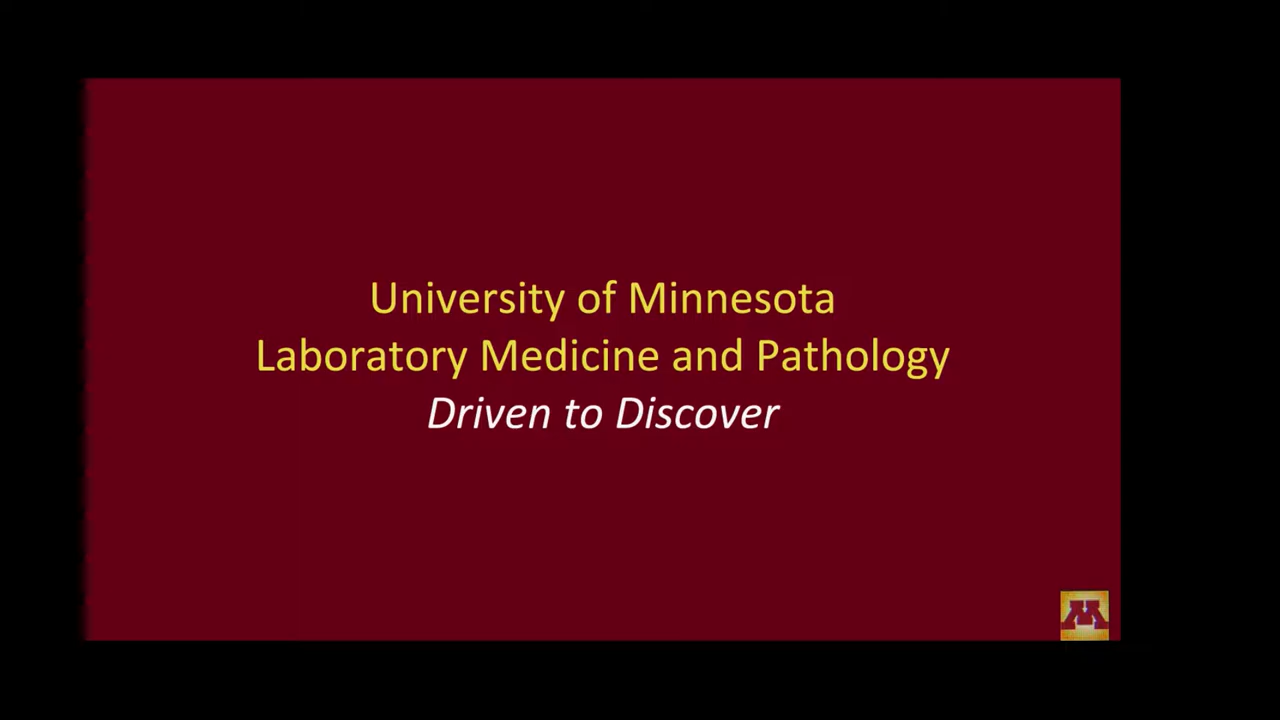 University of Minnesota
Laboratory Medicine and Pathology
Driven to Discover
M